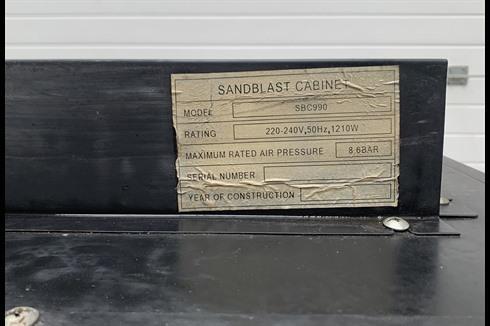 SANDBLAST CABINET
MODEL SBC990
RATING 220-240V,50Hz,1210W
MAXIMUM RATED AIR PRESSURE 8.6BAR
SERIAL NUMBER
YEAR OF CONSTRUCTION